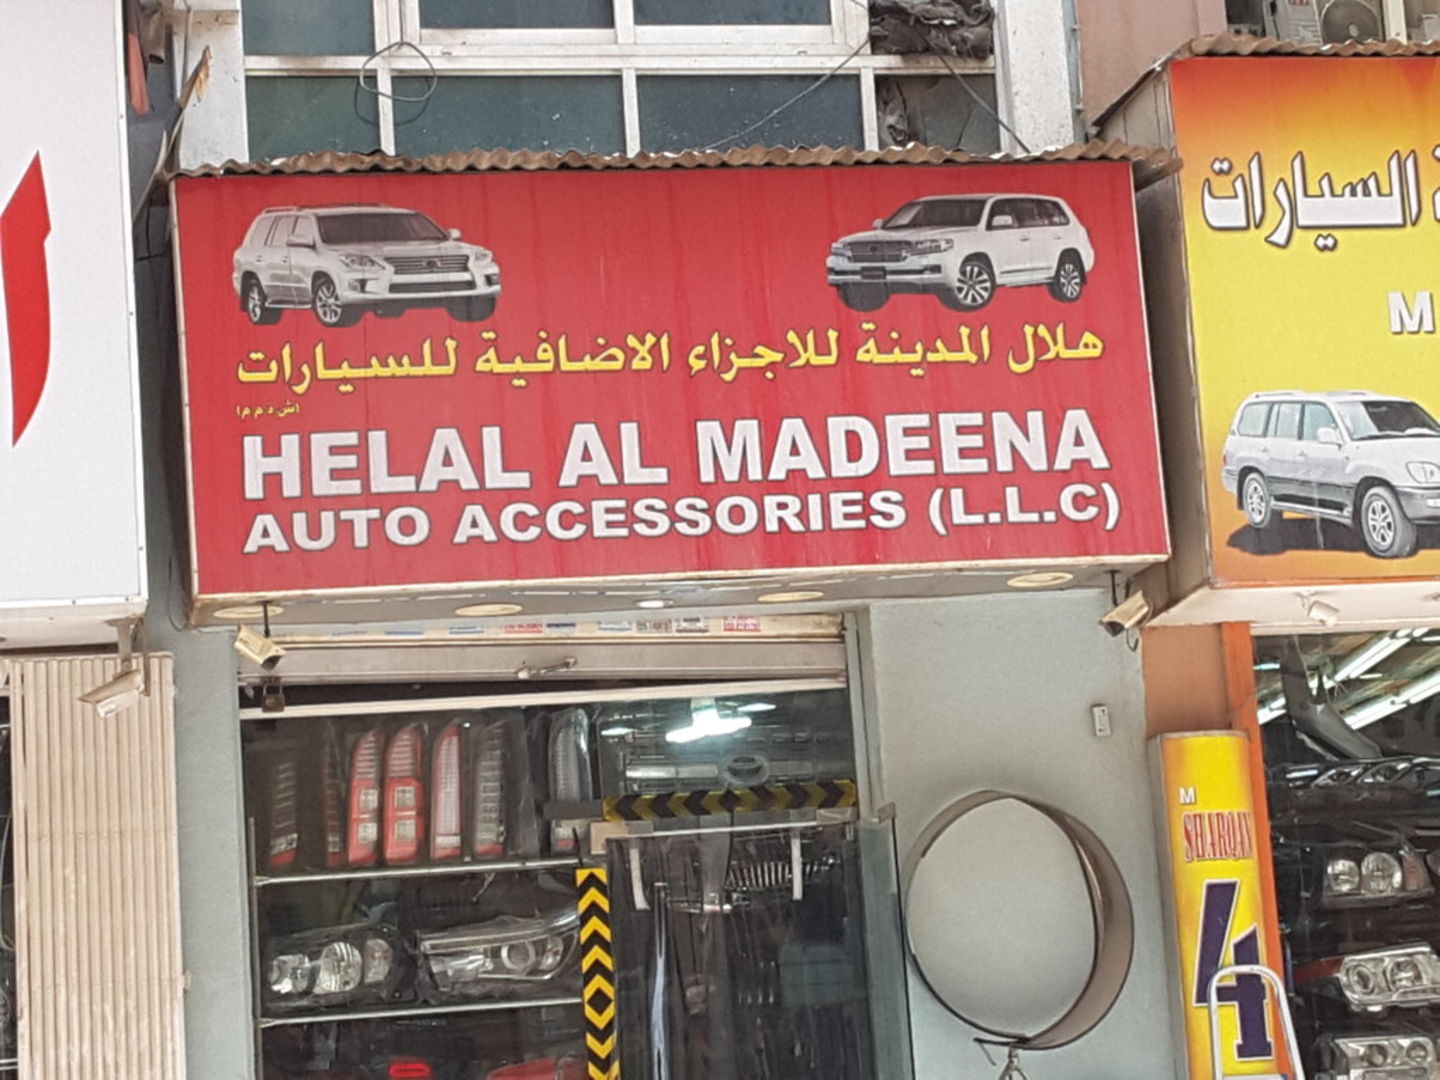 هلال المدينة للاجزاء الاضافية للسيارات
(ش.ذ.م.م)
HELAL AL MADEENA
AUTO ACCESSORIES (L.L.C)
السيارات
M
M
SHARQAN
4